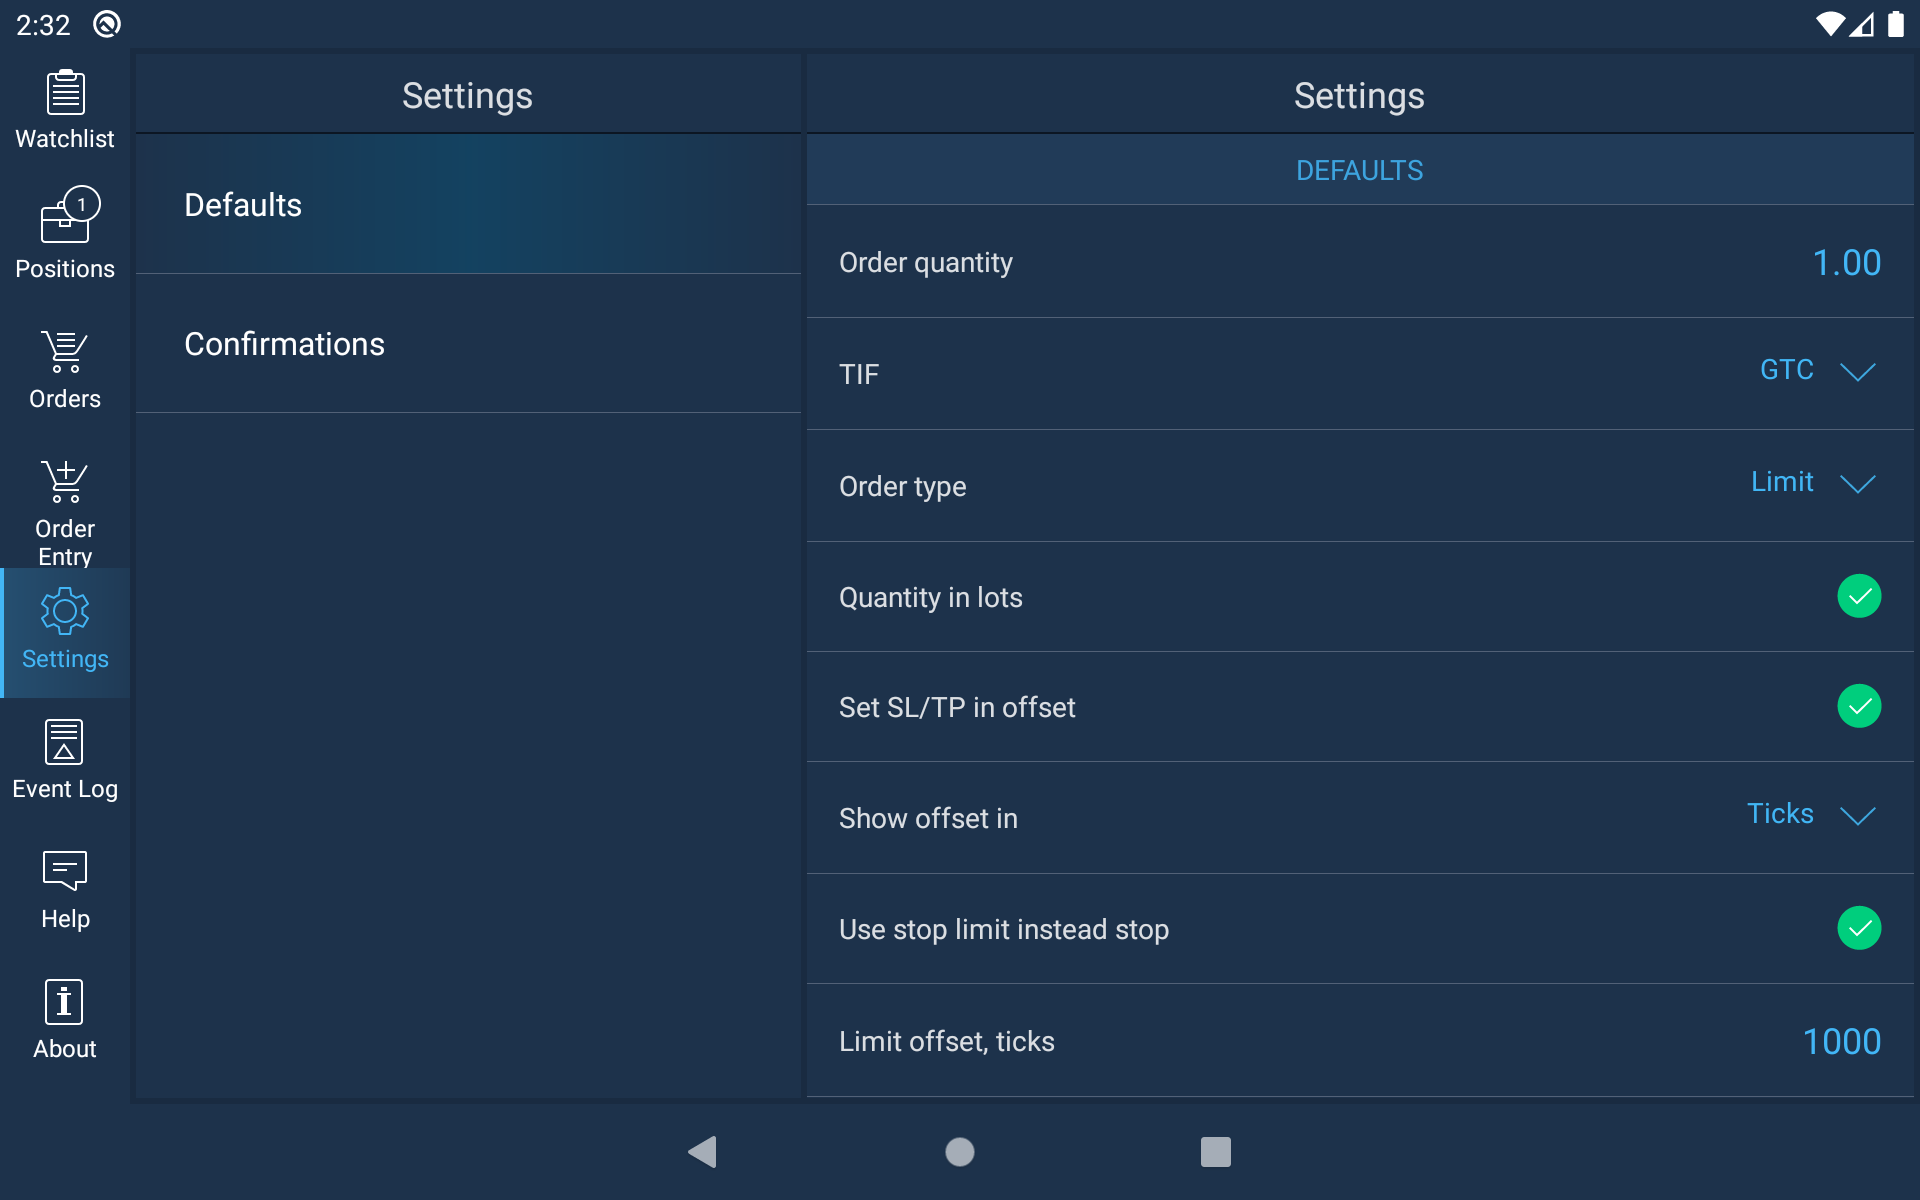 2:32
Watchlist
1
Positions
Orders
Order
Entry
Settings
Event Log
Help
About
Settings
Defaults
Confirmations
Settings
DEFAULTS
Order quantity 1.00
TIF GTC
Order type Limit
Quantity in lots
Set SL/TP in offset
Show offset in Ticks
Use stop limit instead stop
Limit offset, ticks 1000